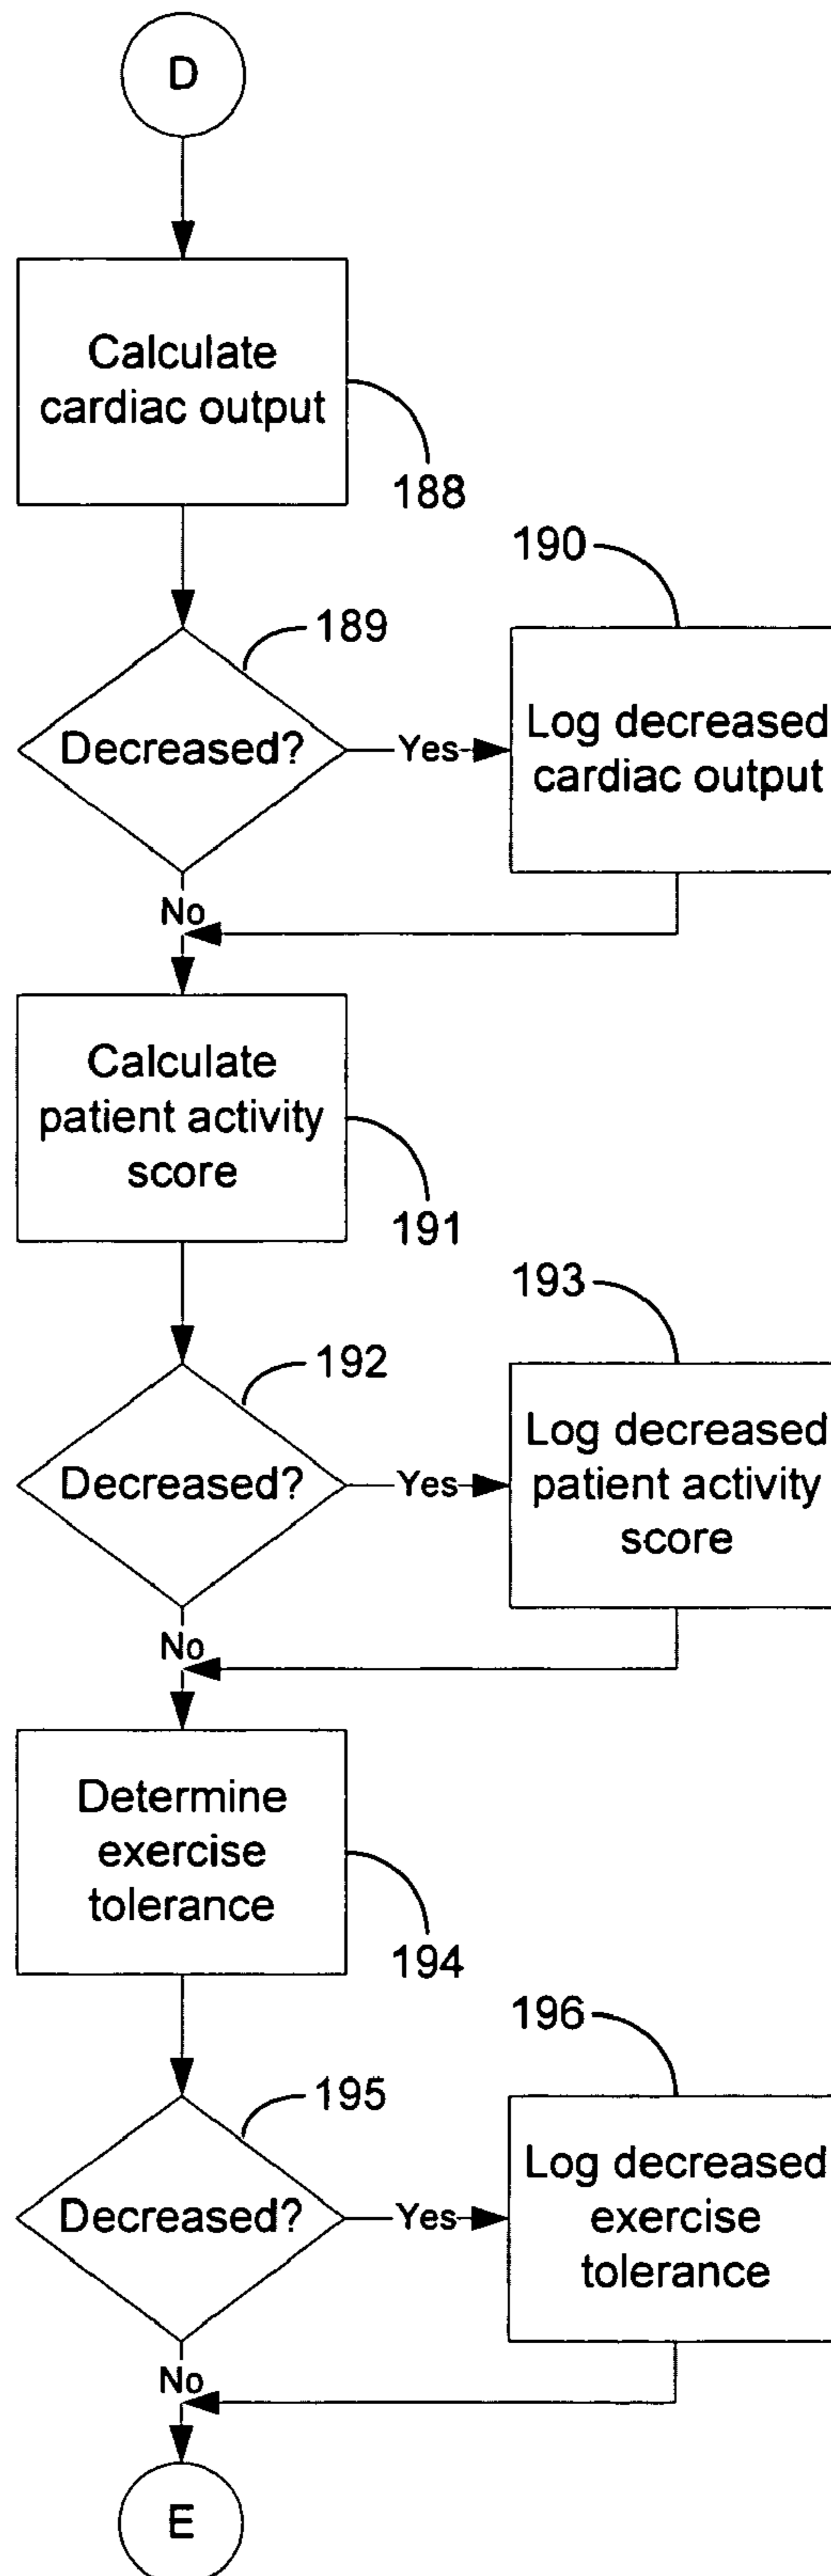 D
Calculate
cardiac output
188
190
189
Decreased?
Yes
Log decreased
cardiac output
No
Calculate
patient activity
score
191
193
192
Decreased?
Yes
Log decreased
patient activity
score
No
Determine
exercise
tolerance
194
196
195
Decreased?
Yes
Log decreased
exercise
tolerance
No
E